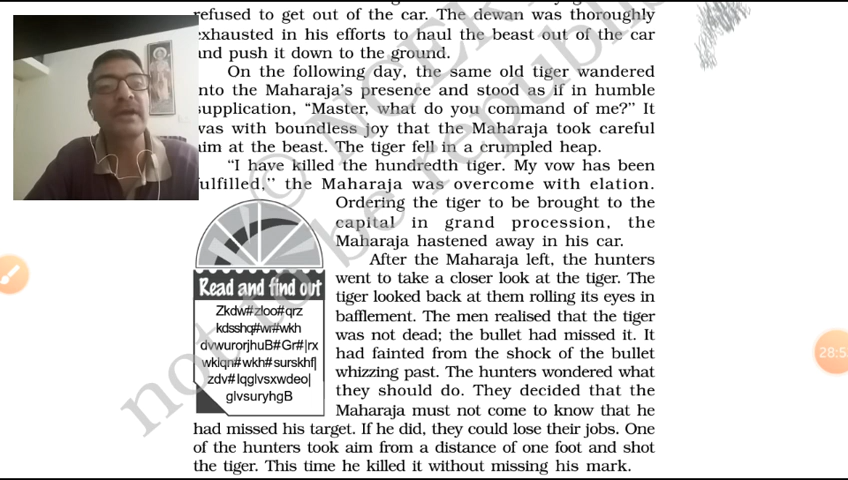 refused to get out of the car. The dewan was thoroughly
exhausted in his efforts to haul the beast out of the car
and push it down to the ground.
On the following day, the same old tiger wandered
into the Maharaja's presence and stood as if in humble
supplication, “Master, what do you command of me?” It
was with boundless joy that the Maharaja took careful
aim at the beast. The tiger fell in a crumpled heap.
“I have killed the hundredth tiger. My vow has been
fulfilled,” the Maharaja was overcome with elation.
Ordering the tiger to be brought to the
capital in grand procession, the
Maharaja hastened away in his car.
After the Maharaja left, the hunters
went to take a closer look at the tiger. The
tiger looked back at them rolling its eyes in
bafflement. The men realised that the tiger
was not dead; the bullet had missed it. It
had fainted from the shock of the bullet
whizzing past. The hunters wondered what
they should do. They decided that the
Maharaja must not come to know that he
had missed his target. If he did, they could lose their jobs. One
of the hunters took aim from a distance of one foot and shot
the tiger. This time he killed it without missing his mark.
Read and find out
Zkdw#zloo#qrz
kdsshq#wr#wkh
dvwurorjhuB#Gr#|rx
wklqn#wkh#surskhf|
zdv#lqglvsxwdeo|
glvsuryhgB
© NCERT
not to be republis
28:5